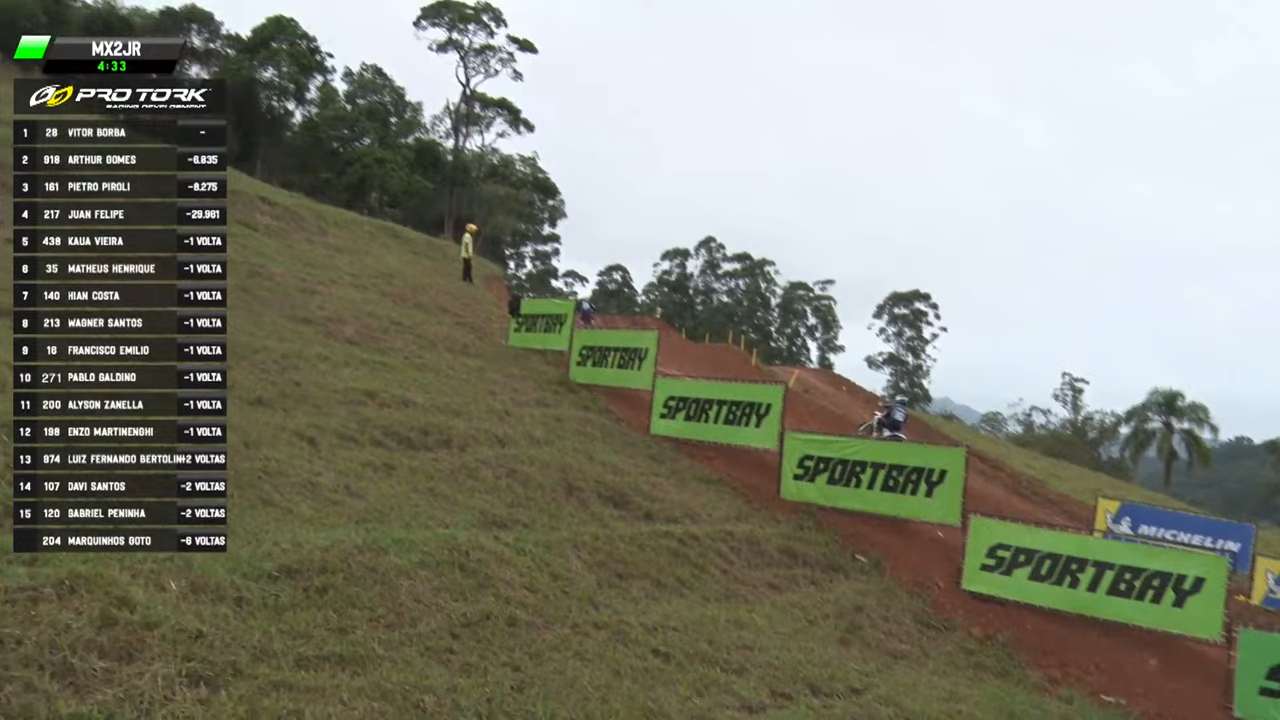 MX2JR
4:33
PRO TORK
RACING DEVELOPMENT
1 28 VITOR BORBA -
2 918 ARTHUR GOMES -6.835
3 161 PIETRO PIROLI -8.275
4 217 JUAN FELIPE -29.981
5 438 KAUA VIEIRA -1 VOLTA
6 35 MATHEUS HENRIQUE -1 VOLTA
7 140 HIAN COSTA -1 VOLTA
8 213 WAGNER SANTOS -1 VOLTA
9 16 FRANCISCO EMILIO -1 VOLTA
10 271 PABLO GALDINO -1 VOLTA
11 200 ALYSON ZANELLA -1 VOLTA
12 198 ENZO MARTINENGHI -1 VOLTA
13 974 LUIZ FERNANDO BERTOLIN -2 VOLTAS
14 107 DAVI SANTOS -2 VOLTAS
15 120 GABRIEL PENINHA -2 VOLTAS
204 MARQUINHOS GOTO -6 VOLTAS
SPORTBAY
SPORTBAY
SPORTBAY
SPORTBAY
SPORTBAY
MICHELIN
S